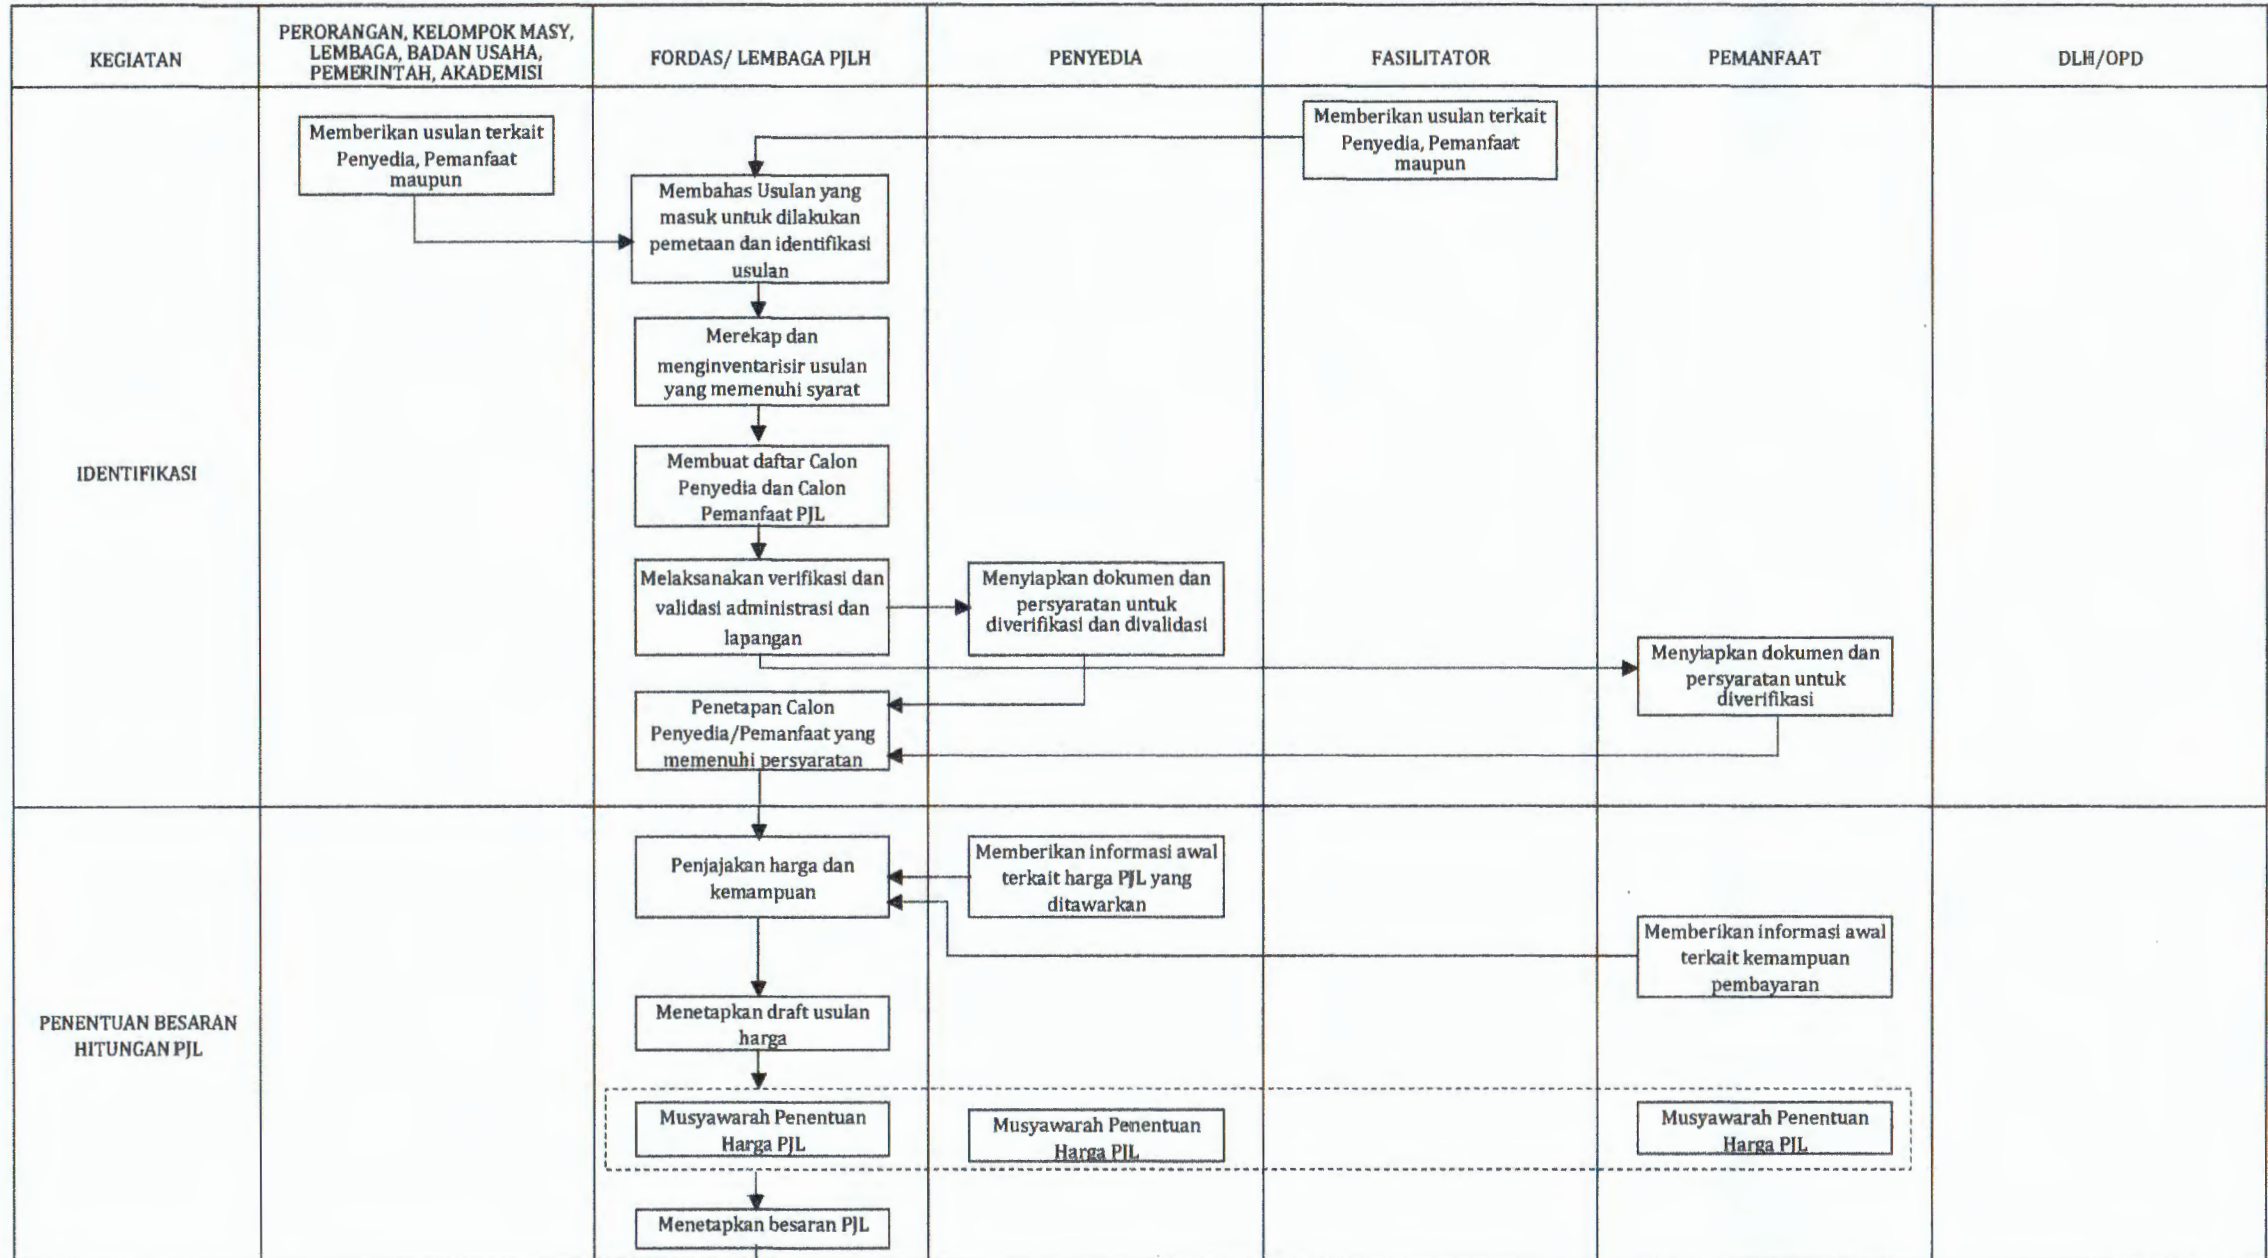 KEGIATAN
PERORANGAN, KELOMPOK MASY,
LEMBAGA, BADAN USAHA,
PEMERINTAH, AKADEMISI
FORDAS/ LEMBAGA PJLH
PENYEDIA
FASILITATOR
PEMANFAAT
DLH/OPD
IDENTIFIKASI
Memberikan usulan terkait
Penyedia, Pemanfaat
maupun
Memberikan usulan terkait
Penyedia, Pemanfaat
maupun
Membahas Usulan yang
masuk untuk dilakukan
pemetaan dan identifikasi
usulan
Merekap dan
menginventarisir usulan
yang memenuhi syarat
Membuat daftar Calon
Penyedia dan Calon
Pemanfaat PJL
Melaksanakan verifikasi dan
validasi administrasi dan
lapangan
Menyiapkan dokumen dan
persyaratan untuk
diverifikasi dan divalidasi
Menyiapkan dokumen dan
persyaratan untuk
diverifikasi
Penetapan Calon
Penyedia/Pemanfaat yang
memenuhi persyaratan
PENENTUAN BESARAN
HITUNGAN PJL
Penjajakan harga dan
kemampuan
Memberikan informasi awal
terkait harga PJL yang
ditawarkan
Memberikan informasi awal
terkait kemampuan
pembayaran
Menetapkan draft usulan
harga
Musyawarah Penentuan
Harga PJL
Musyawarah Penentuan
Harga PJL
Musyawarah Penentuan
Harga PJL
Menetapkan besaran PJL